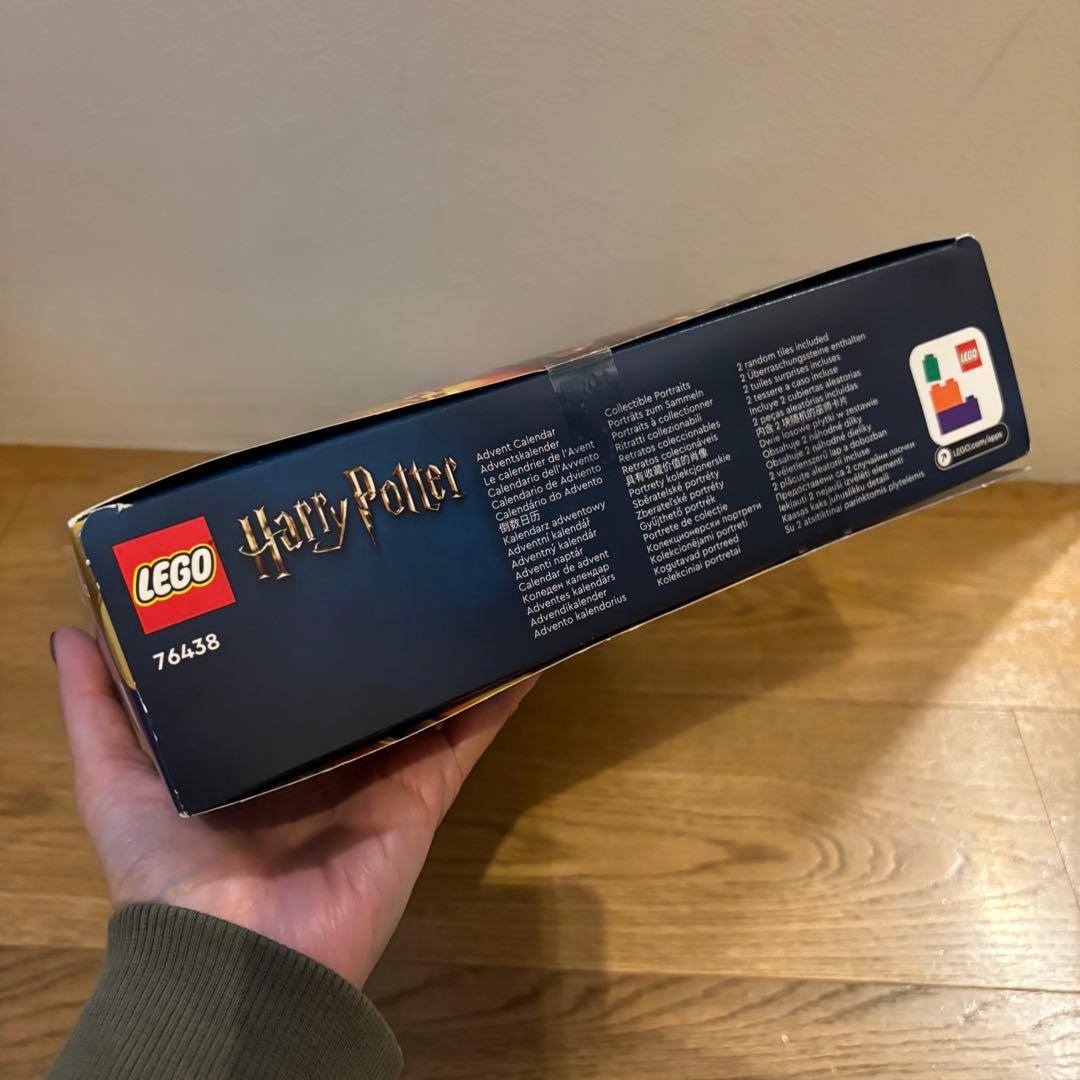 LEGO
Harry Potter
76438
Advent Calendar
Adventskalender
Le calendrier de l'Avent
Calendario dell'Avvento
Calendario de Adviento
Calendário do Advento
倒数日历
Kalendarz adwentowy
Adventní kalendář
Adventný kalendár
Adventi naptár
Calendar de advent
Коледен календар
Adventes kalendārs
Advendikalender
Advento kalendorius
Collectible Portraits
Porträts zum Sammeln
Portraits à collectionner
Ritratti collezionabili
Retratos coleccionables
Retratos colecionáveis
具有收藏价值的肖像
Portrety kolekcjonerskie
Sběratelské portréty
Zberateľské portréty
Gyűjthető portrék
Portrete de colecție
Колекционерски портрети
Kolekcionējami portreti
Kogutavad portreed
Kolekciniai portretai
2 random tiles included
2 Überraschungssteine enthalten
2 tuiles surprises incluses
2 tessere a caso incluse
Incluye 2 cubiertas aleatorias
2 peças aleatórias incluídas
内含 2 块随机的巫师卡片
Dwie losowe płytki w zestawie
Obsahuje 2 náhodné dílky
Obsahuje 2 náhodné dieliky
2 véletlenszerű lap a dobozban
2 plăcuțe aleatorii incluse
Предоставени са 2 случайни плочки
Iekļauti 2 nejauši izvēlēti elementi
Kaasas kaks juhuslikku detaili
Su 2 atsitiktinai parinktomis plytelėmis
LEGO
LEGO.com/apps